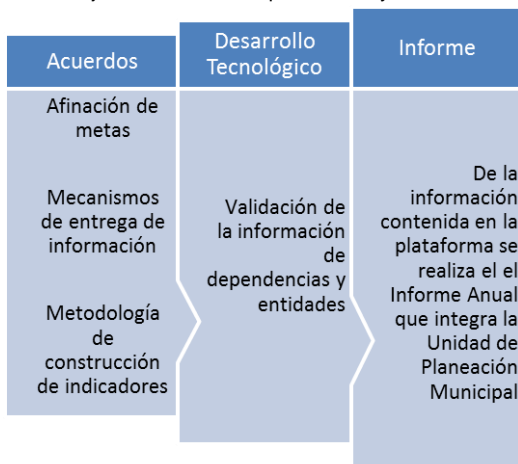 Acuerdos
Afinación de
metas
Mecanismos
de entrega de
información
Metodología
de
construcción
de indicadores
Desarrollo
Tecnológico
Validación de
la información
de
dependencias y
entidades
Informe
De la
información
contenida en la
plataforma se
realiza el el
Informe Anual
que integra la
Unidad de
Planeación
Municipal